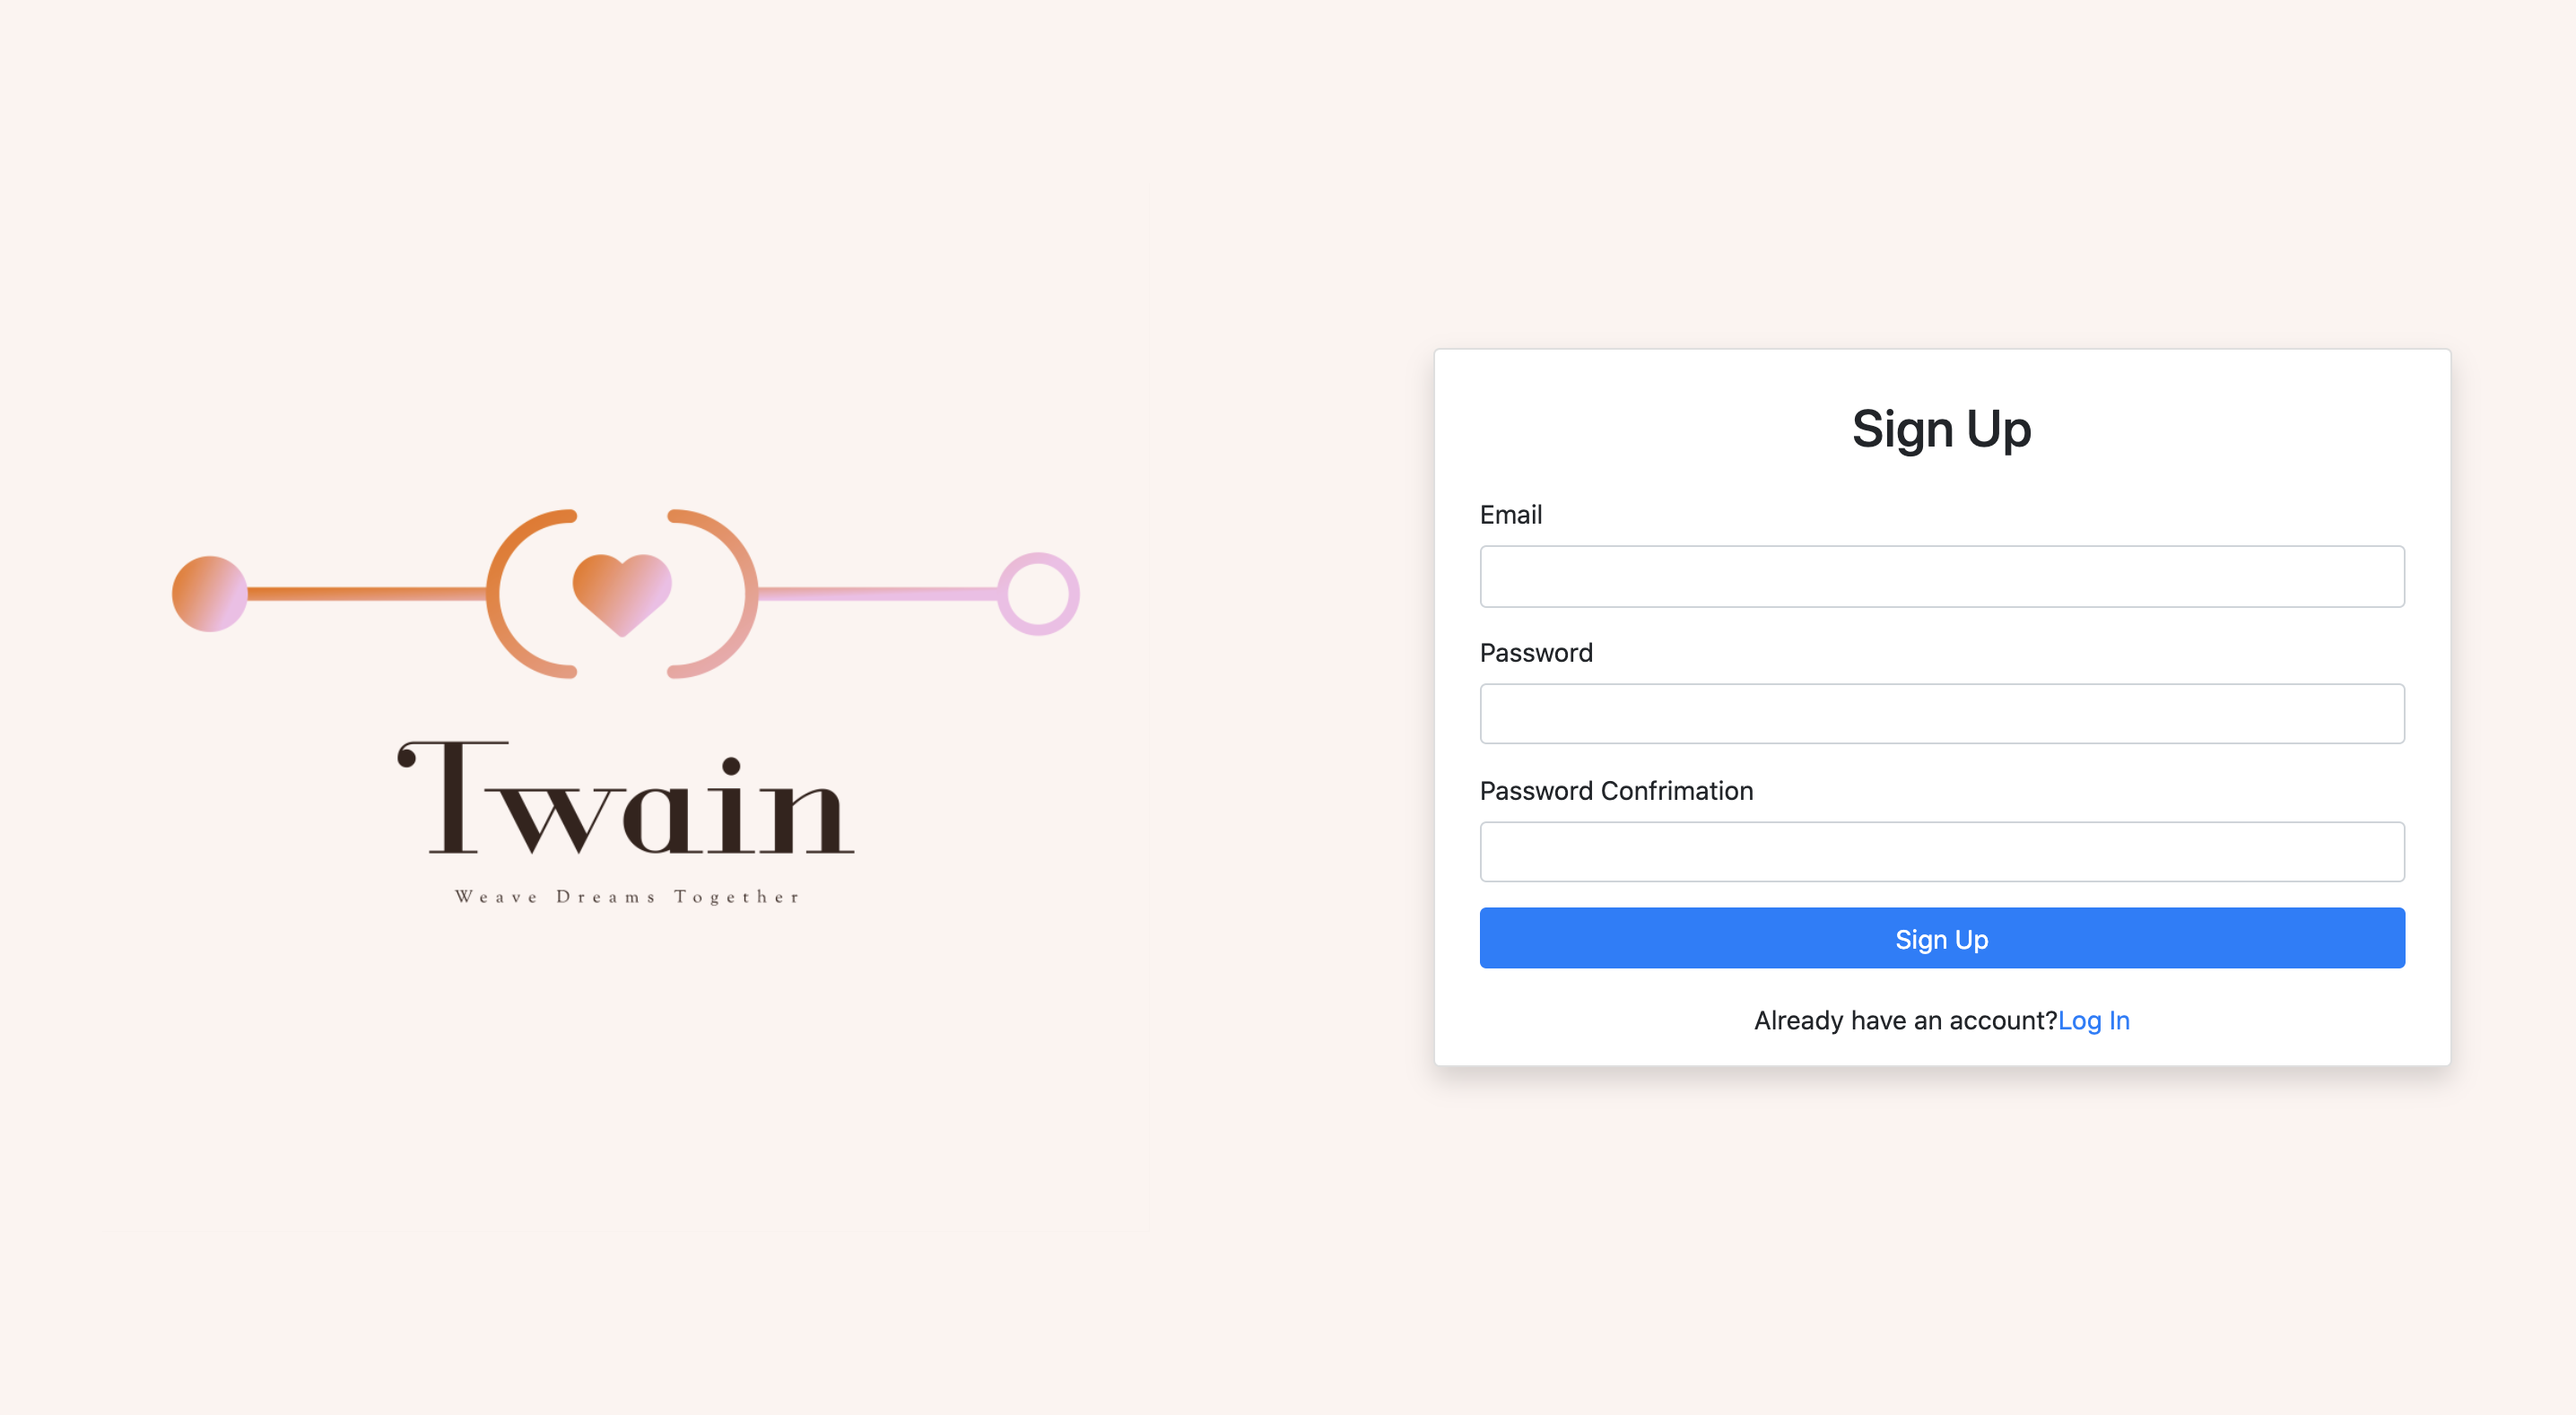 Twain
Weave Dreams Together
Sign Up
Email
Password
Password Confrimation
Sign Up
Already have an account?Log In